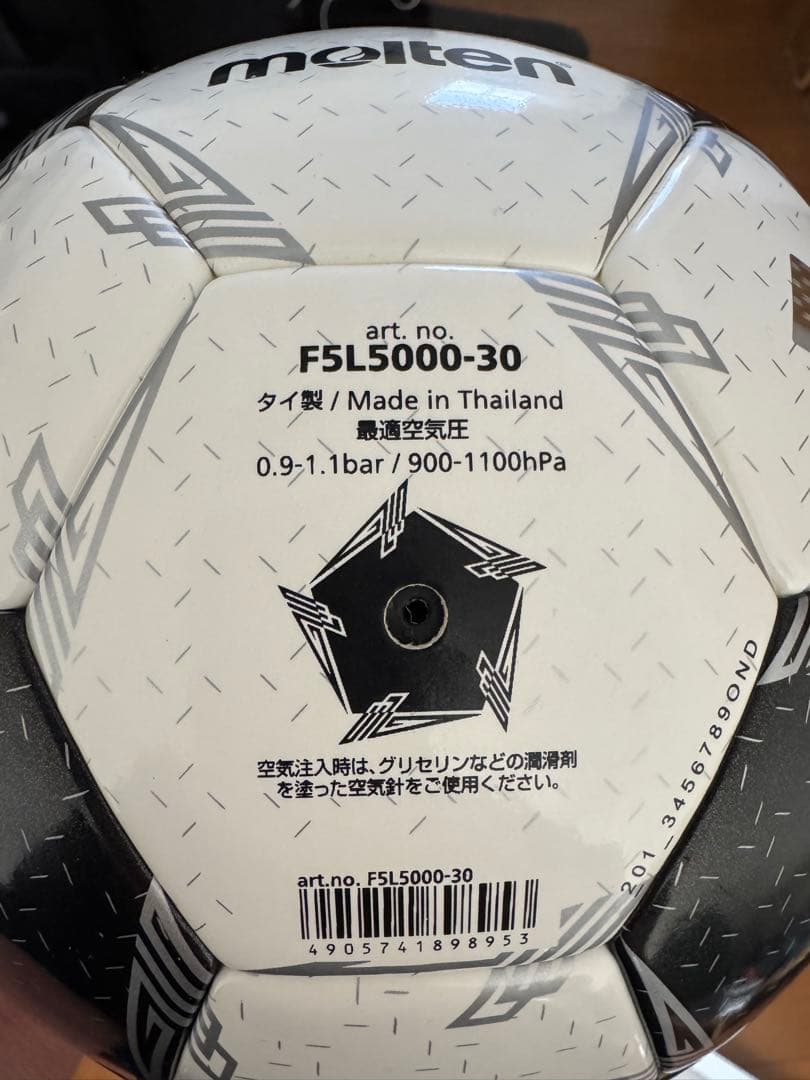 molten
art. no.
F5L5000-30
タイ製 / Made in Thailand
最適空気圧
0.9-1.1bar / 900-1100hPa
空気注入時は、グリセリンなどの潤滑剤
を塗った空気針をご使用ください。
201_3456789OND
art.no. F5L5000-30
4905741898953